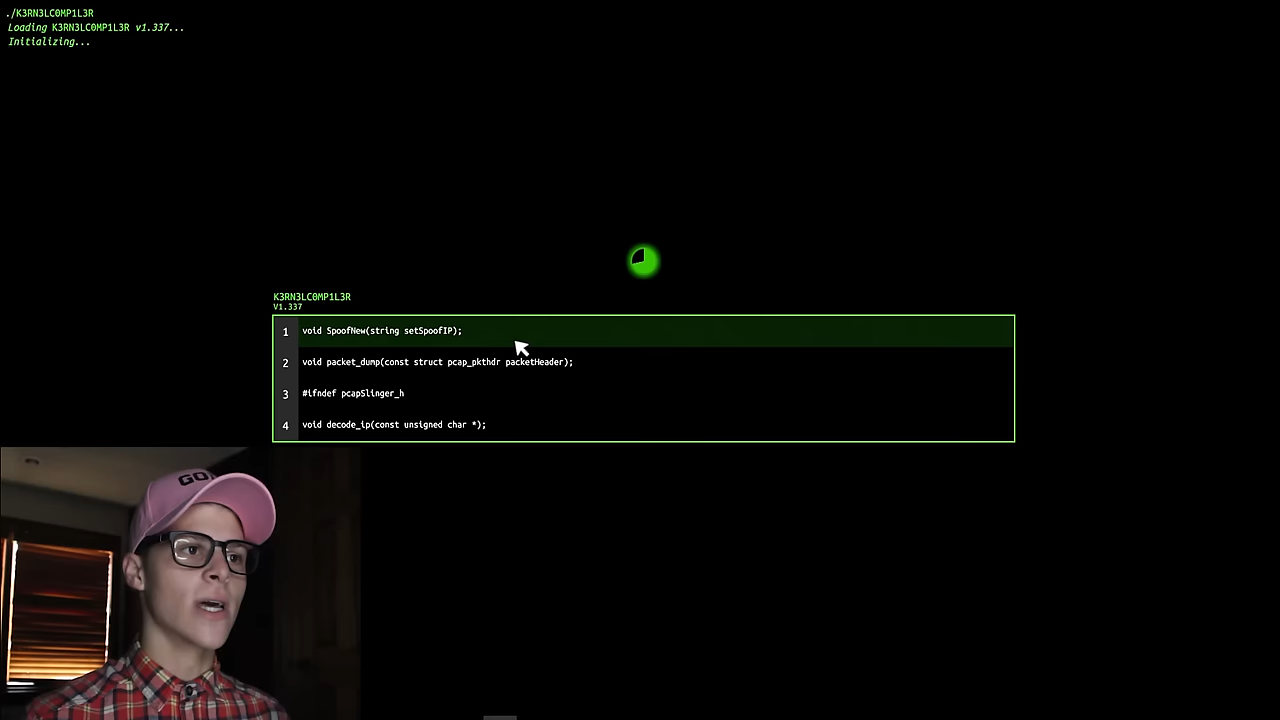 ./K3RN3LC0MP1L3R
Loading K3RN3LC0MP1L3R v1.337...
Initializing...
K3RN3LC0MP1L3R
V1.337
1 void SpoofNew(string setSpoofIP);
2 void packet_dump(const struct pcap_pkthdr packetHeader);
3 #ifndef pcapSlinger_h
4 void decode_ip(const unsigned char *);